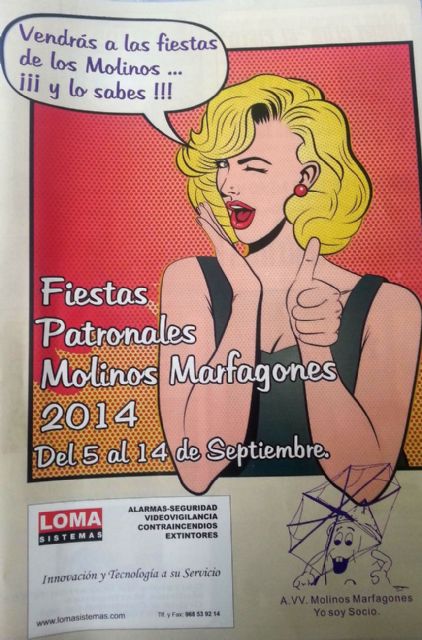 Vendrás a las fiestas
de los Molinos ...
¡¡¡ y lo sabes !!!
Fiestas
Patronales
Molinos Marfagones
2014
Del 5 al 14 de Septiembre.
LOMA
SISTEMAS
ALARMAS-SEGURIDAD
VIDEOVIGILANCIA
CONTRAINCENDIOS
EXTINTORES
Innovación y Tecnología a su Servicio
www.lomasistemas.com
Tlf. y Fax: 968 53 92 14
A.VV. Molinos Marfagones
Yo soy Socio.